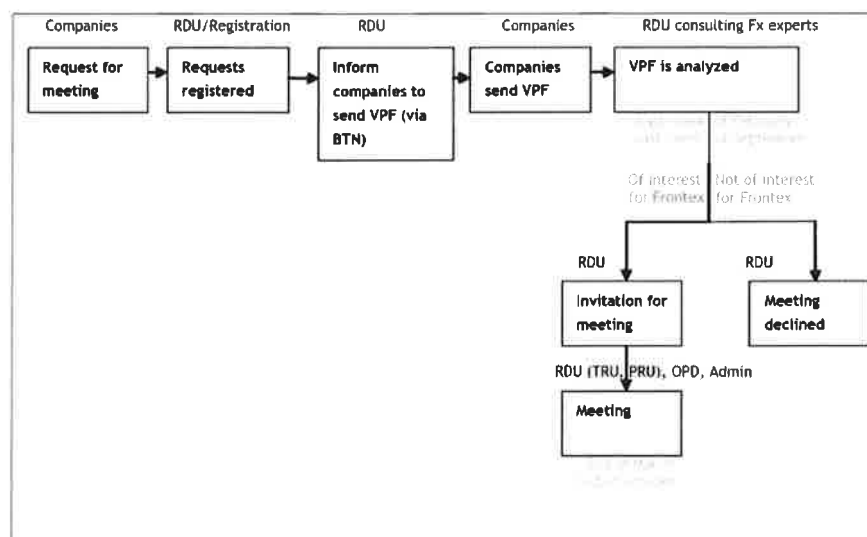 Companies
RDU/Registration
RDU
Companies
RDU consulting Fx experts
Request for
meeting
Requests
registered
Inform
companies to
send VPF (via
BTN)
Companies
send VPF
VPF is analyzed
Of interest
for Frontex
Not of interest
for Frontex
RDU
RDU
Invitation for
meeting
Meeting
declined
RDU (TRU, PRU), OPD, Admin
Meeting